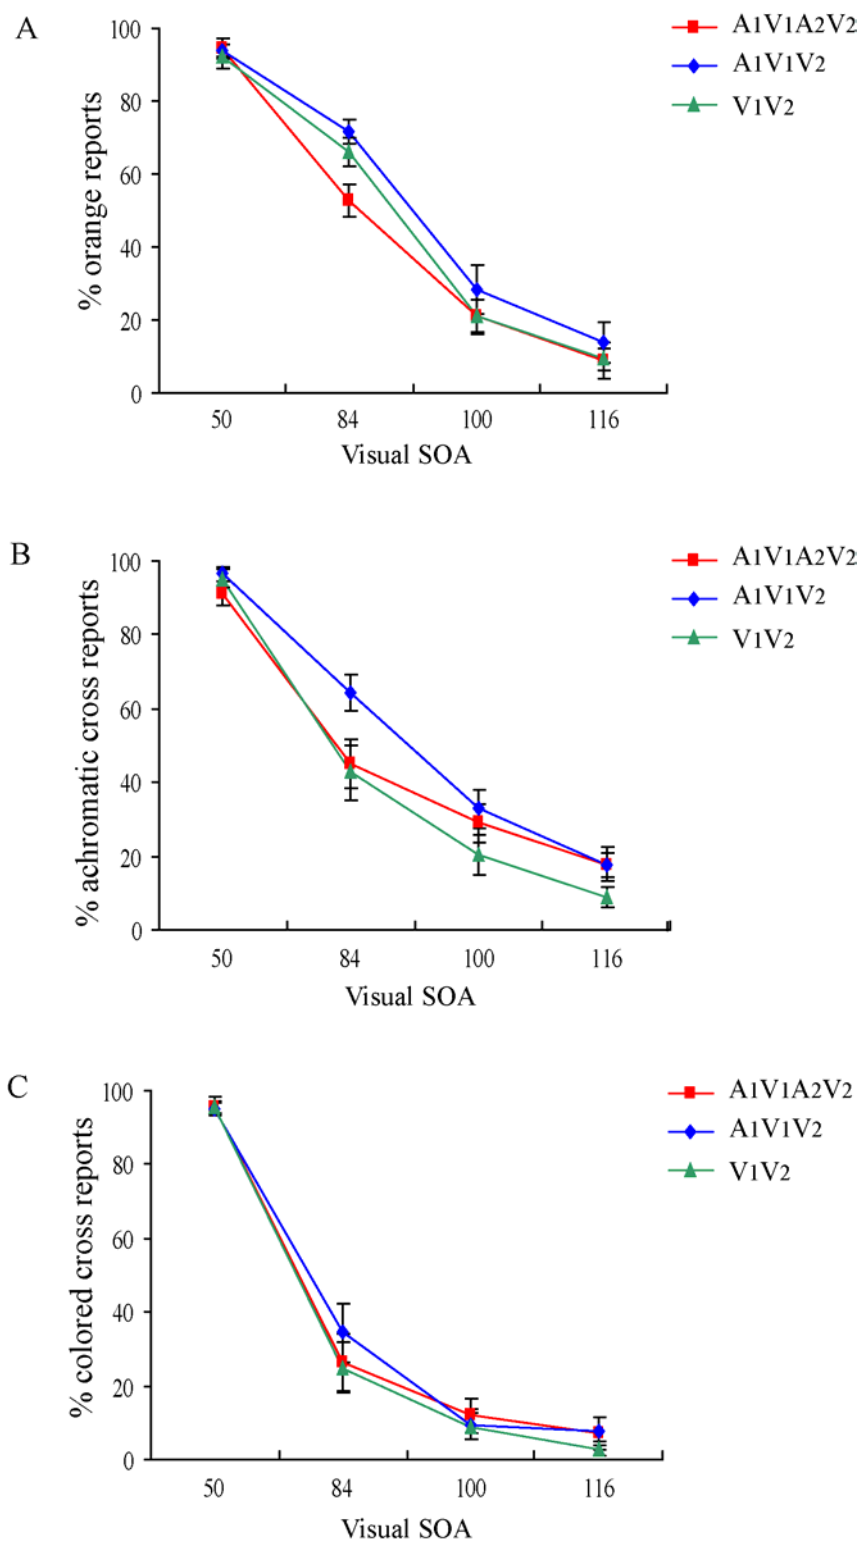 A
% orange reports
100
80
60
40
20
0
50 84 100 116
Visual SOA
A1V1A2V2
A1V1V2
V1V2
B
% achromatic cross reports
100
80
60
40
20
0
50 84 100 116
Visual SOA
A1V1A2V2
A1V1V2
V1V2
C
% colored cross reports
100
80
60
40
20
0
50 84 100 116
Visual SOA
A1V1A2V2
A1V1V2
V1V2